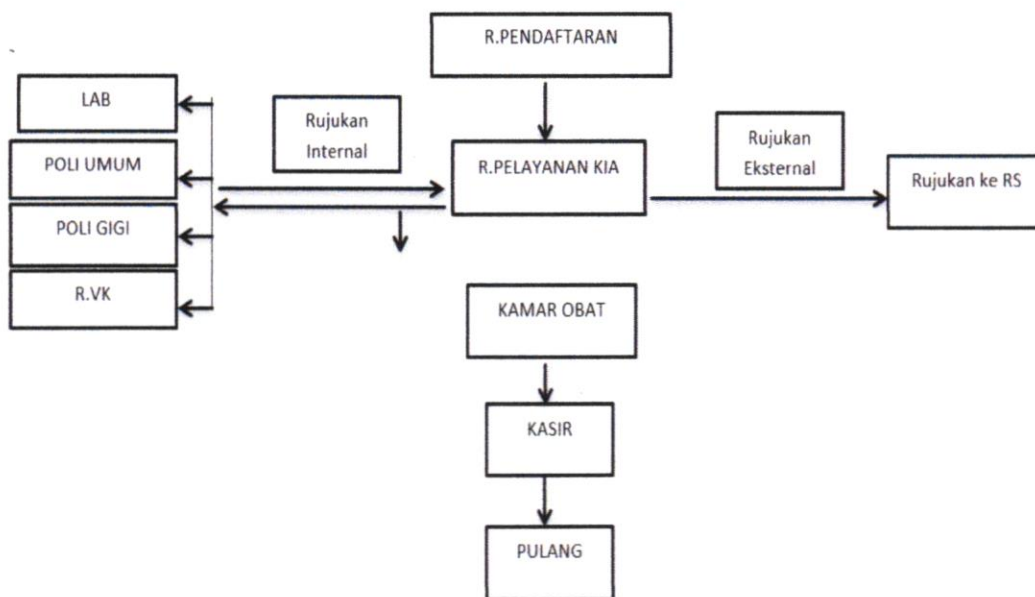 R.PENDAFTARAN
LAB
Rujukan
Internal
POLI UMUM
R.PELAYANAN KIA
Rujukan
Eksternal
Rujukan ke RS
POLI GIGI
R.VK
KAMAR OBAT
KASIR
PULANG